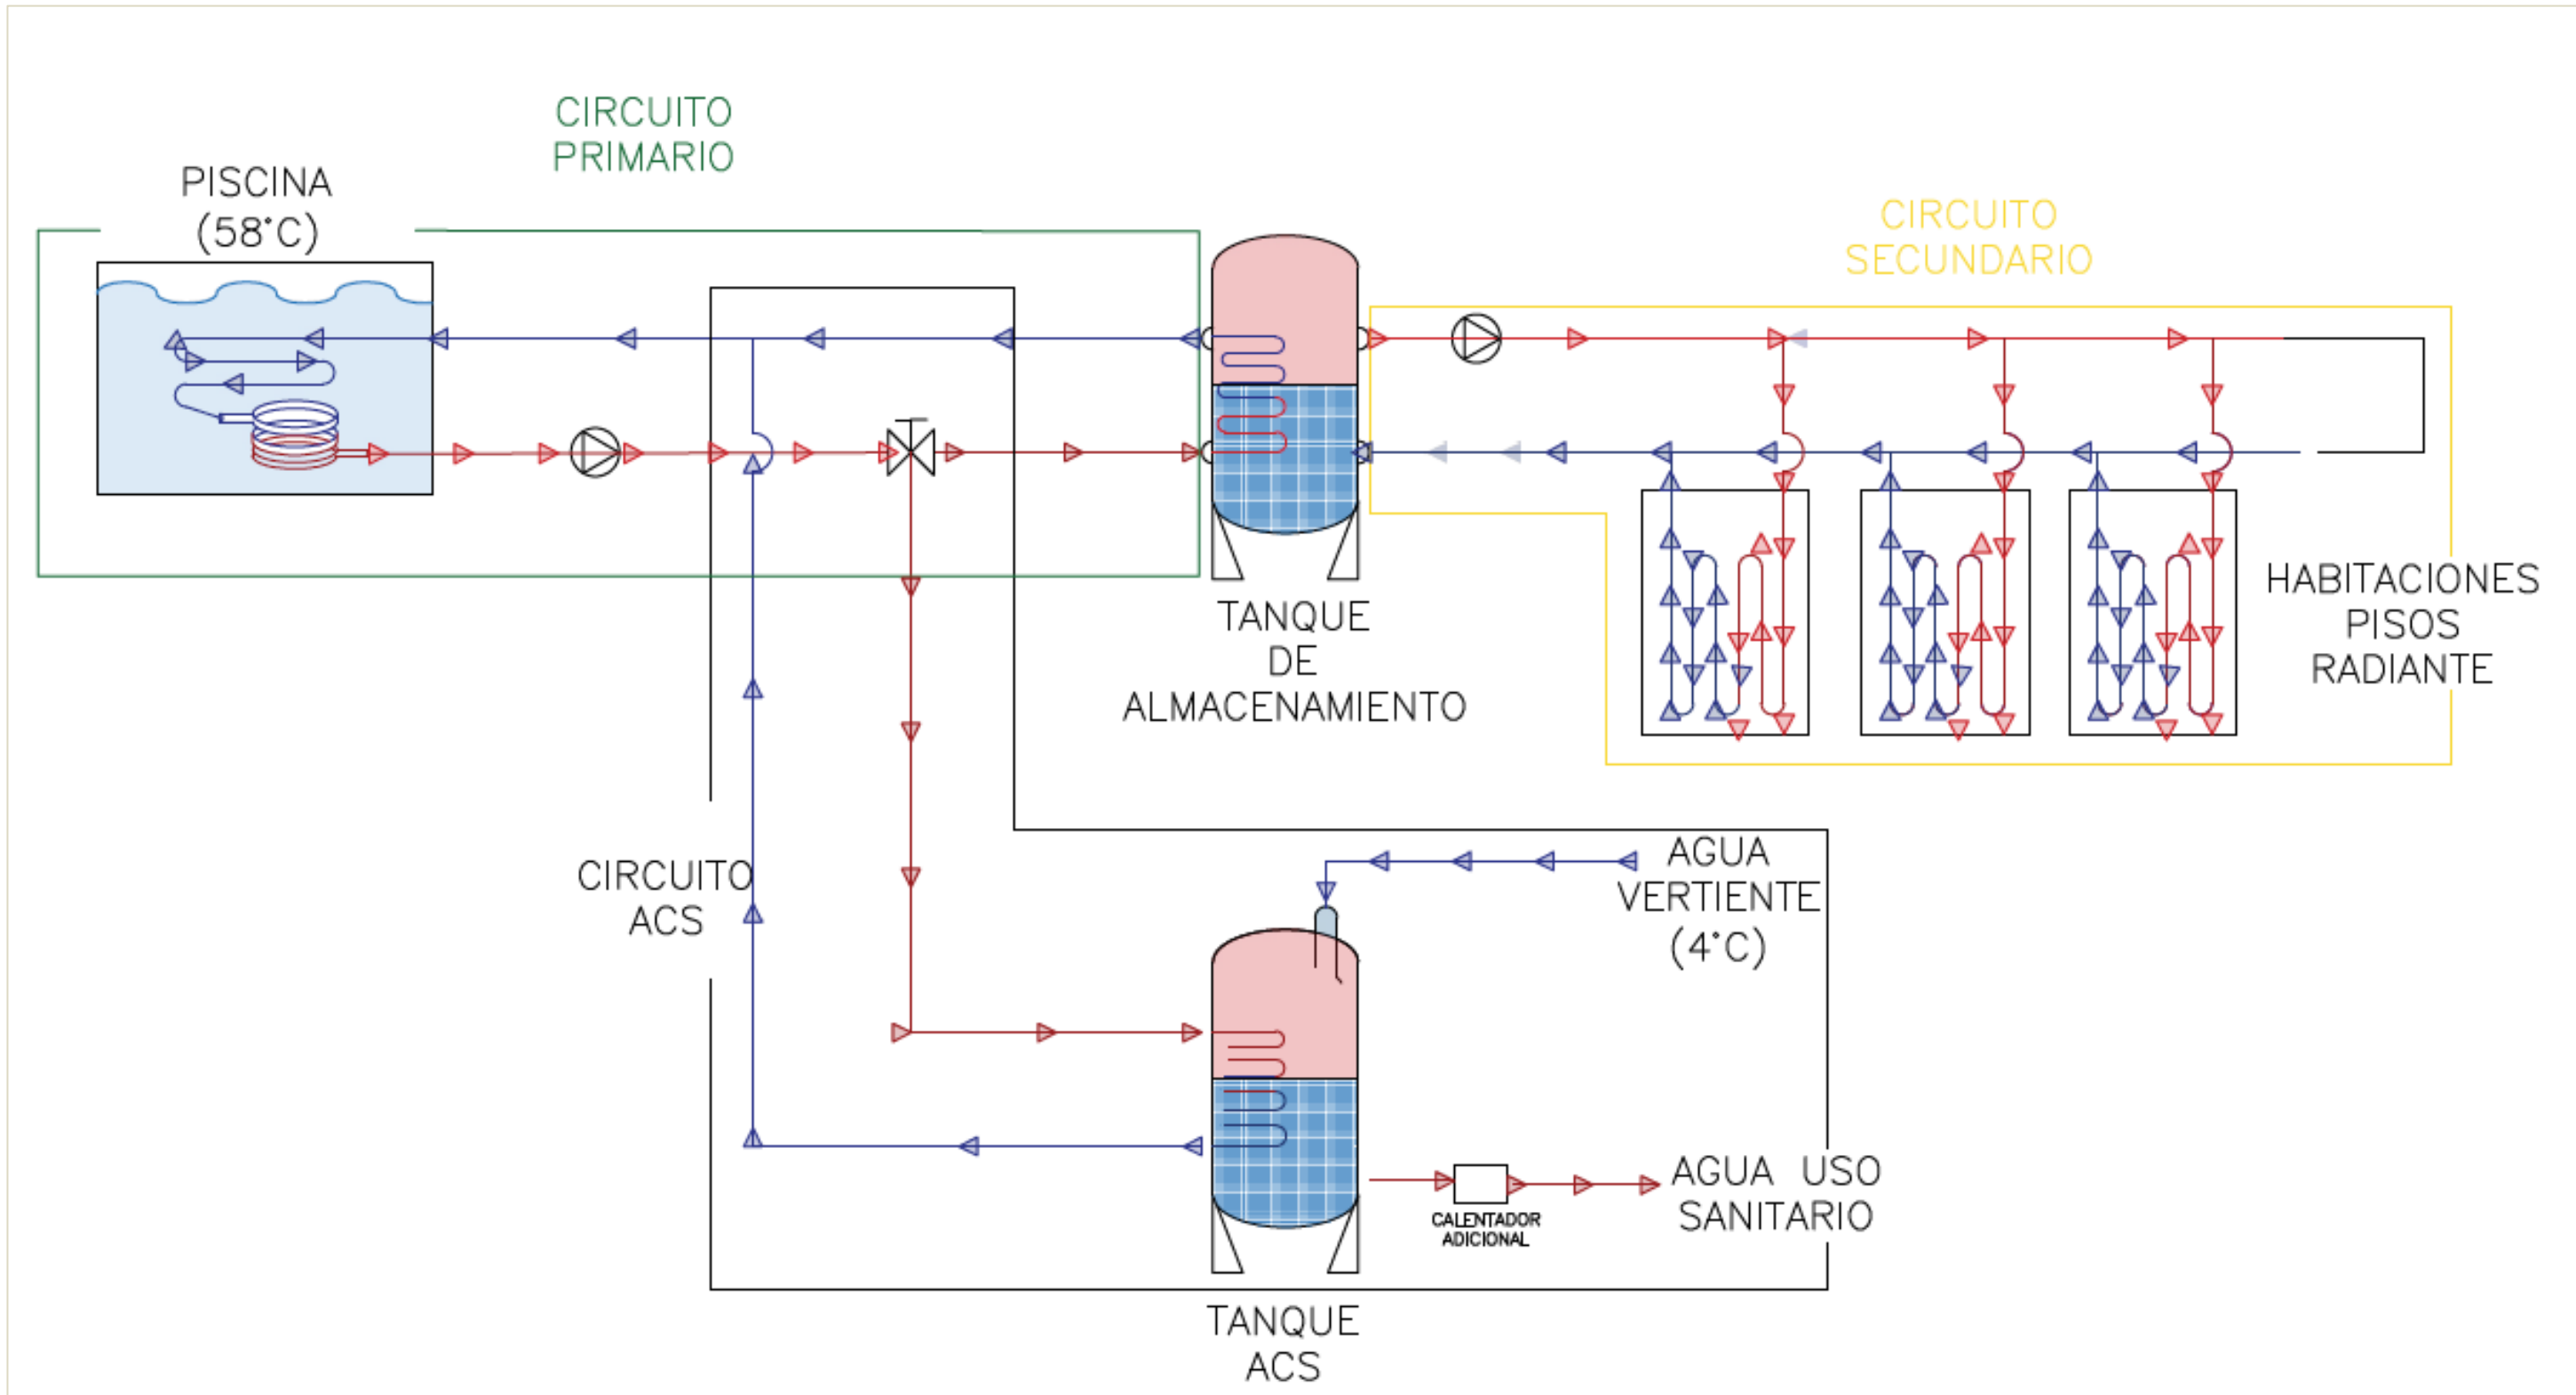 CIRCUITO
PRIMARIO
PISCINA
(58°C)
CIRCUITO
SECUNDARIO
TANQUE
DE
ALMACENAMIENTO
HABITACIONES
PISOS
RADIANTE
CIRCUITO
ACS
AGUA
VERTIENTE
(4°C)
CALENTADOR
ADICIONAL
AGUA USO
SANITARIO
TANQUE
ACS